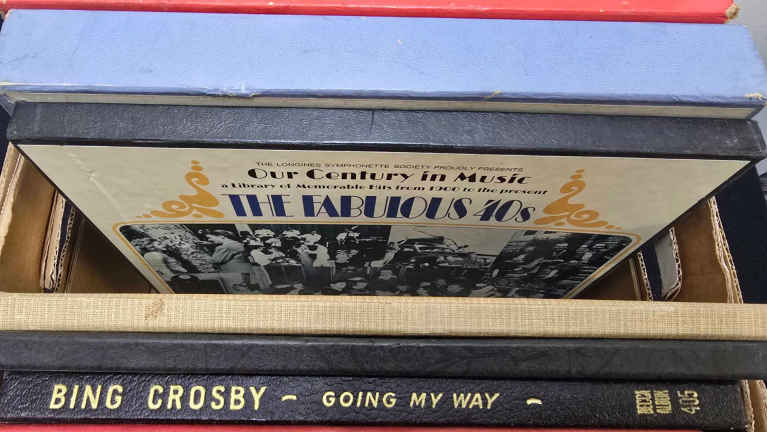 THE LONGINES SYMPHONETTE SOCIETY PROUDLY PRESENTS
Our Century in Music
a Library of Memorable Hits from 1900 to the present
THE FABULOUS '40s
BING CROSBY ~ GOING MY WAY ~
DECCA
ALBUM
405